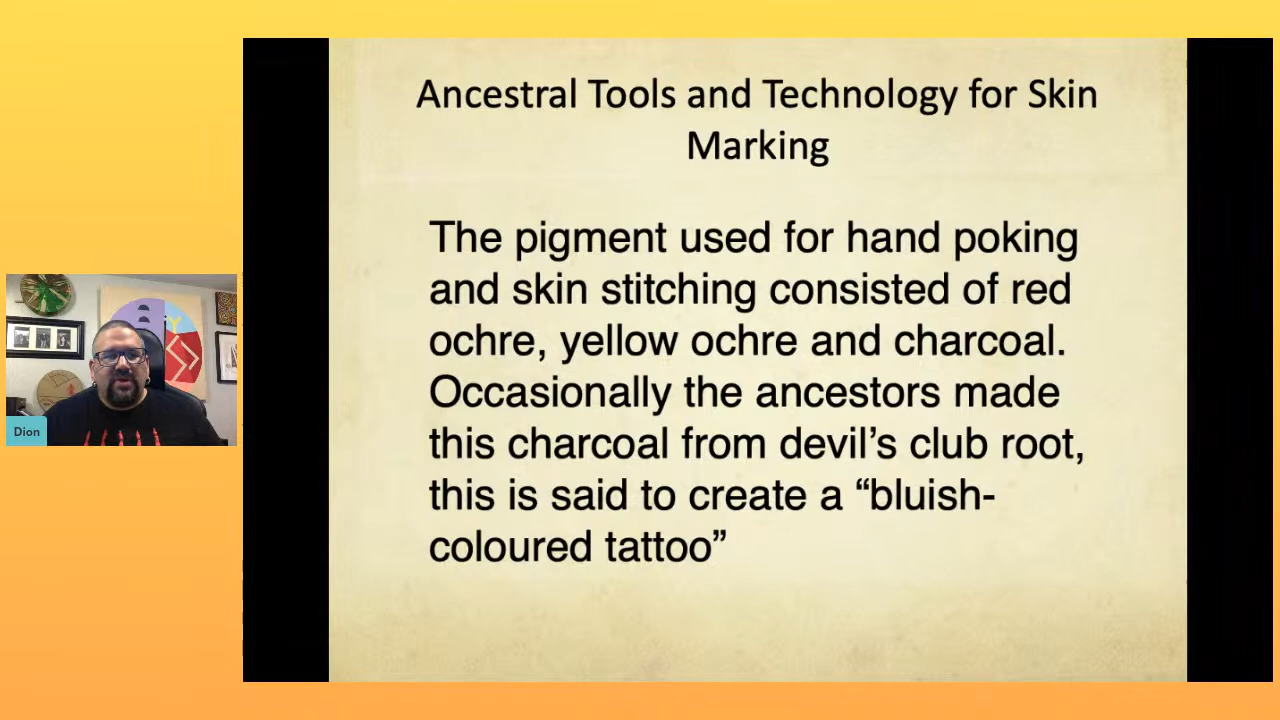 Ancestral Tools and Technology for Skin
Marking
The pigment used for hand poking
and skin stitching consisted of red
ochre, yellow ochre and charcoal.
Occasionally the ancestors made
this charcoal from devil’s club root,
this is said to create a “bluish-
coloured tattoo”
Dion